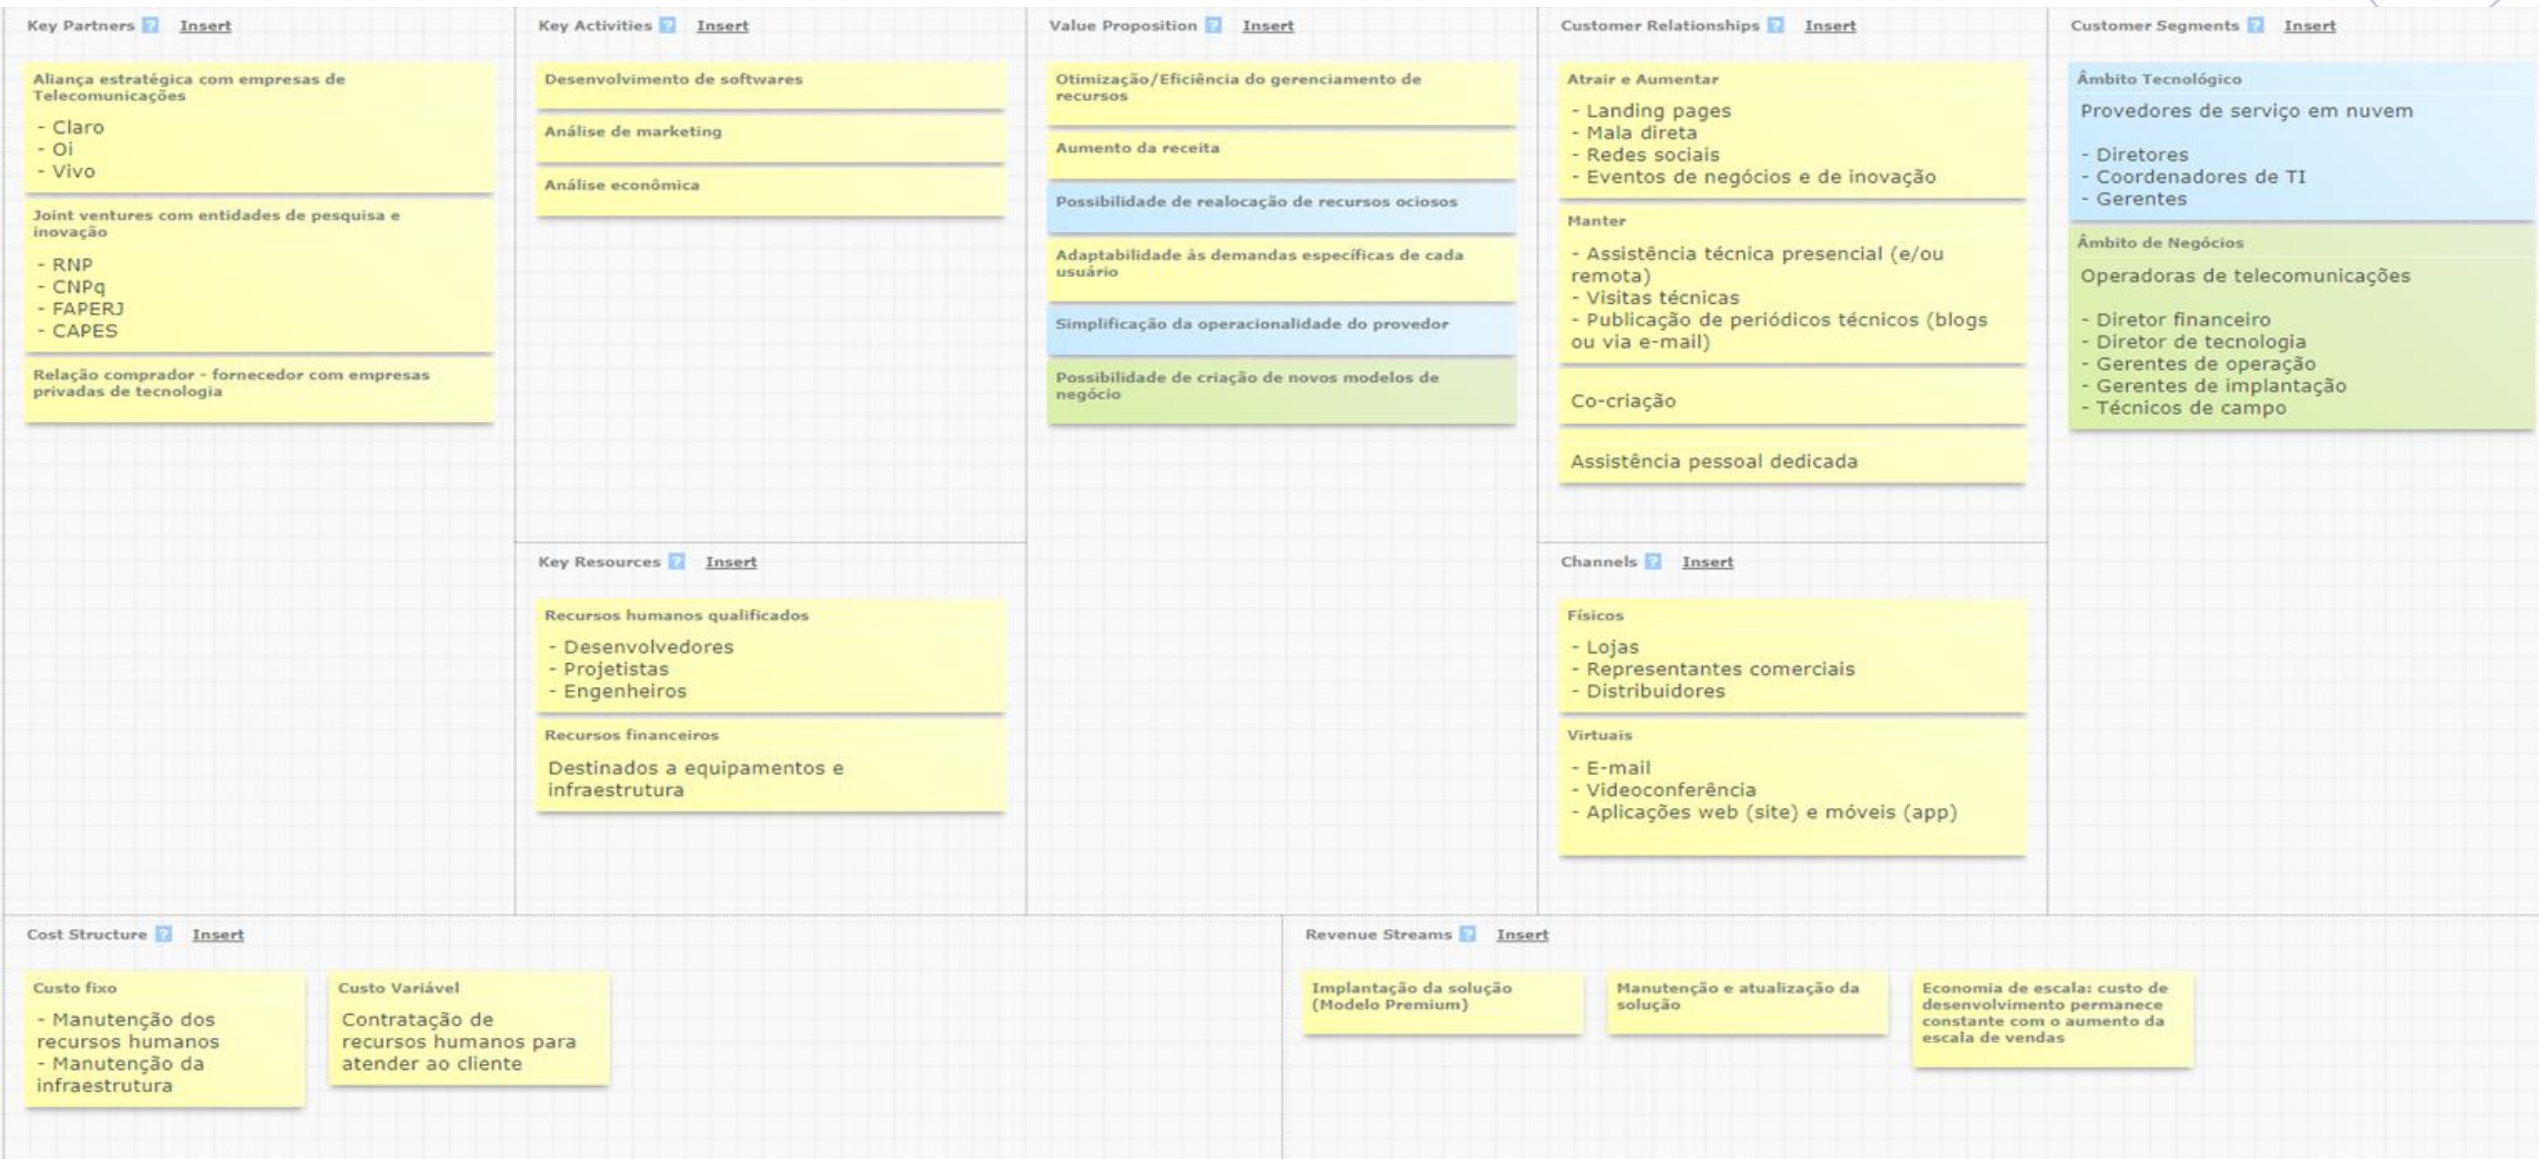 Key Partners ? Insert
Aliança estratégica com empresas de
Telecomunicações
- Claro
- Oi
- Vivo
Joint ventures com entidades de pesquisa e
inovação
- RNP
- CNPq
- FAPERJ
- CAPES
Relação comprador - fornecedor com empresas
privadas de tecnologia
Key Activities ? Insert
Desenvolvimento de softwares
Análise de marketing
Análise econômica
Key Resources ? Insert
Recursos humanos qualificados
- Desenvolvedores
- Projetistas
- Engenheiros
Recursos financeiros
Destinados a equipamentos e
infraestrutura
Value Proposition ? Insert
Otimização/Eficiência do gerenciamento de
recursos
Aumento da receita
Possibilidade de realocação de recursos ociosos
Adaptabilidade às demandas específicas de cada
usuário
Simplificação da operacionalidade do provedor
Possibilidade de criação de novos modelos de
negócio
Customer Relationships ? Insert
Atrair e Aumentar
- Landing pages
- Mala direta
- Redes sociais
- Eventos de negócios e de inovação
Manter
- Assistência técnica presencial (e/ou
remota)
- Visitas técnicas
- Publicação de periódicos técnicos (blogs
ou via e-mail)
Co-criação
Assistência pessoal dedicada
Channels ? Insert
Físicos
- Lojas
- Representantes comerciais
- Distribuidores
Virtuais
- E-mail
- Videoconferência
- Aplicações web (site) e móveis (app)
Customer Segments ? Insert
Âmbito Tecnológico
Provedores de serviço em nuvem
- Diretores
- Coordenadores de TI
- Gerentes
Âmbito de Negócios
Operadoras de telecomunicações
- Diretor financeiro
- Diretor de tecnologia
- Gerentes de operação
- Gerentes de implantação
- Técnicos de campo
Cost Structure ? Insert
Custo fixo
- Manutenção dos
recursos humanos
- Manutenção da
infraestrutura
Custo Variável
Contratação de
recursos humanos para
atender ao cliente
Revenue Streams ? Insert
Implantação da solução
(Modelo Premium)
Manutenção e atualização da
solução
Economia de escala: custo de
desenvolvimento permanece
constante com o aumento da
escala de vendas